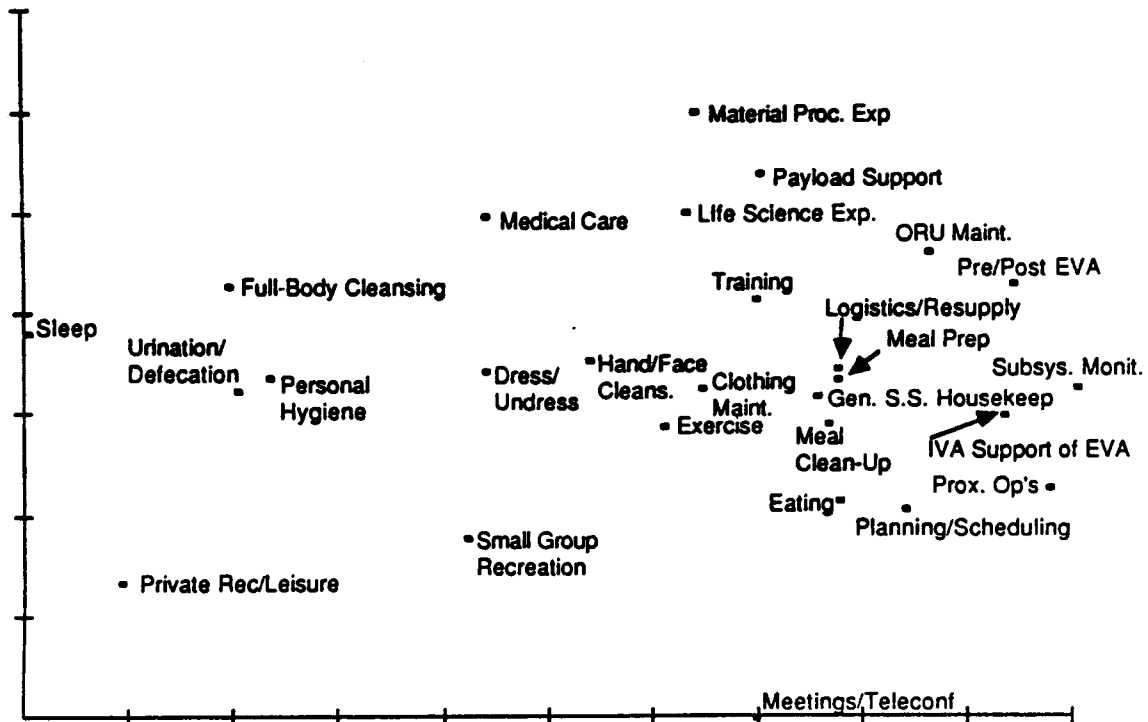 Material Proc. Exp
Payload Support
Life Science Exp.
Medical Care
ORU Maint.
Pre/Post EVA
Training
Full-Body Cleansing
Logistics/Resupply
Sleep
Meal Prep
Urination/
Defecation
Hand/Face
Cleans.
Subsys. Monit.
Personal
Hygiene
Dress/
Undress
Clothing
Maint.
Gen. S.S. Housekeep
Exercise
Meal
Clean-Up
IVA Support of EVA
Prox. Op's
Eating
Planning/Scheduling
Small Group
Recreation
Private Rec/Leisure
Meetings/Teleconf